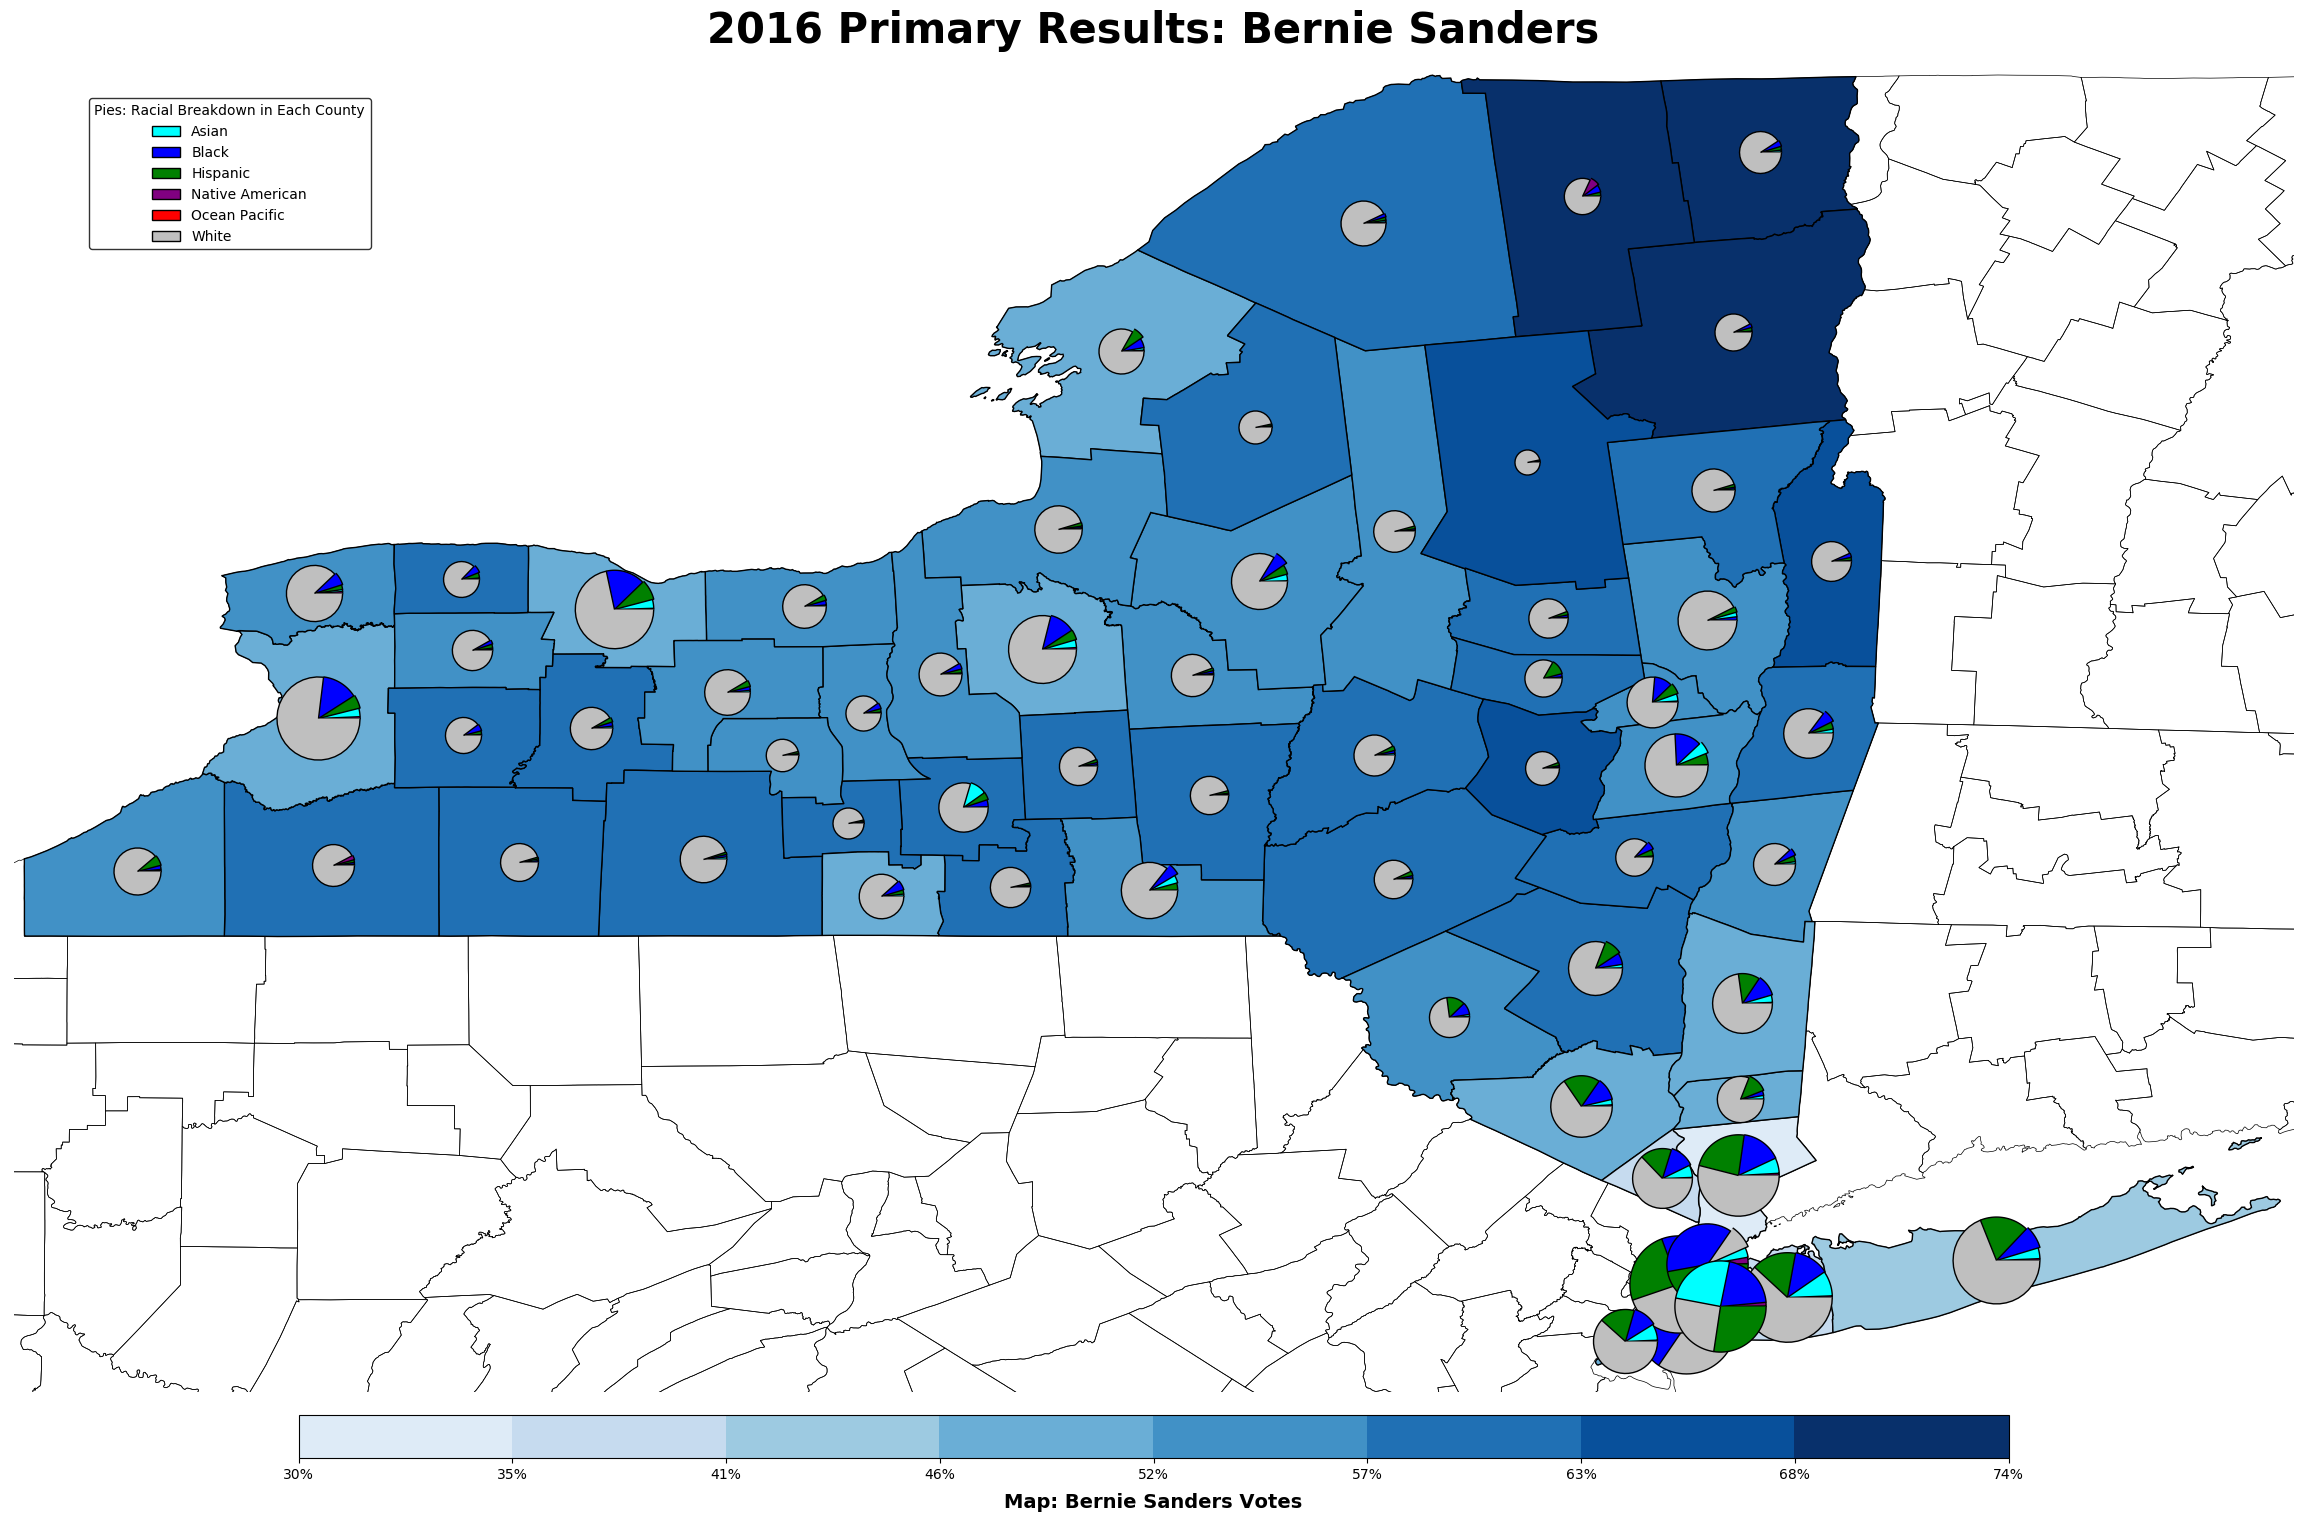 2016 Primary Results: Bernie Sanders
Pies: Racial Breakdown in Each County
Asian
Black
Hispanic
Native American
Ocean Pacific
White
30% 35% 41% 46% 52% 57% 63% 68% 74%
Map: Bernie Sanders Votes